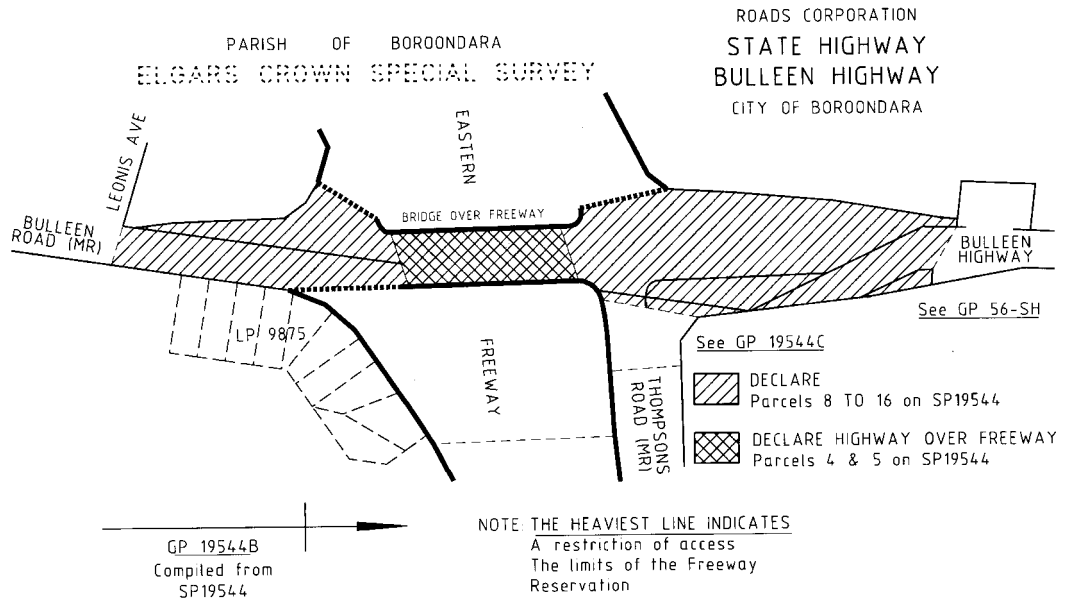 PARISH OF BOROONDARA
ELGARS CROWN SPECIAL SURVEY
ROADS CORPORATION
STATE HIGHWAY
BULLEEN HIGHWAY
CITY OF BOROONDARA
LEONIS AVE
EASTERN
BULLEEN
ROAD (MR)
BRIDGE OVER FREEWAY
BULLEEN
HIGHWAY
LP 9875
FREEWAY
THOMPSONS
ROAD (MR)
See GP 56-SH
See GP 19544C
DECLARE
Parcels 8 TO 16 on SP19544
DECLARE HIGHWAY OVER FREEWAY
Parcels 4 & 5 on SP19544
GP 19544B
Compiled from
SP19544
NOTE: THE HEAVIEST LINE INDICATES
A restriction of access
The limits of the Freeway
Reservation